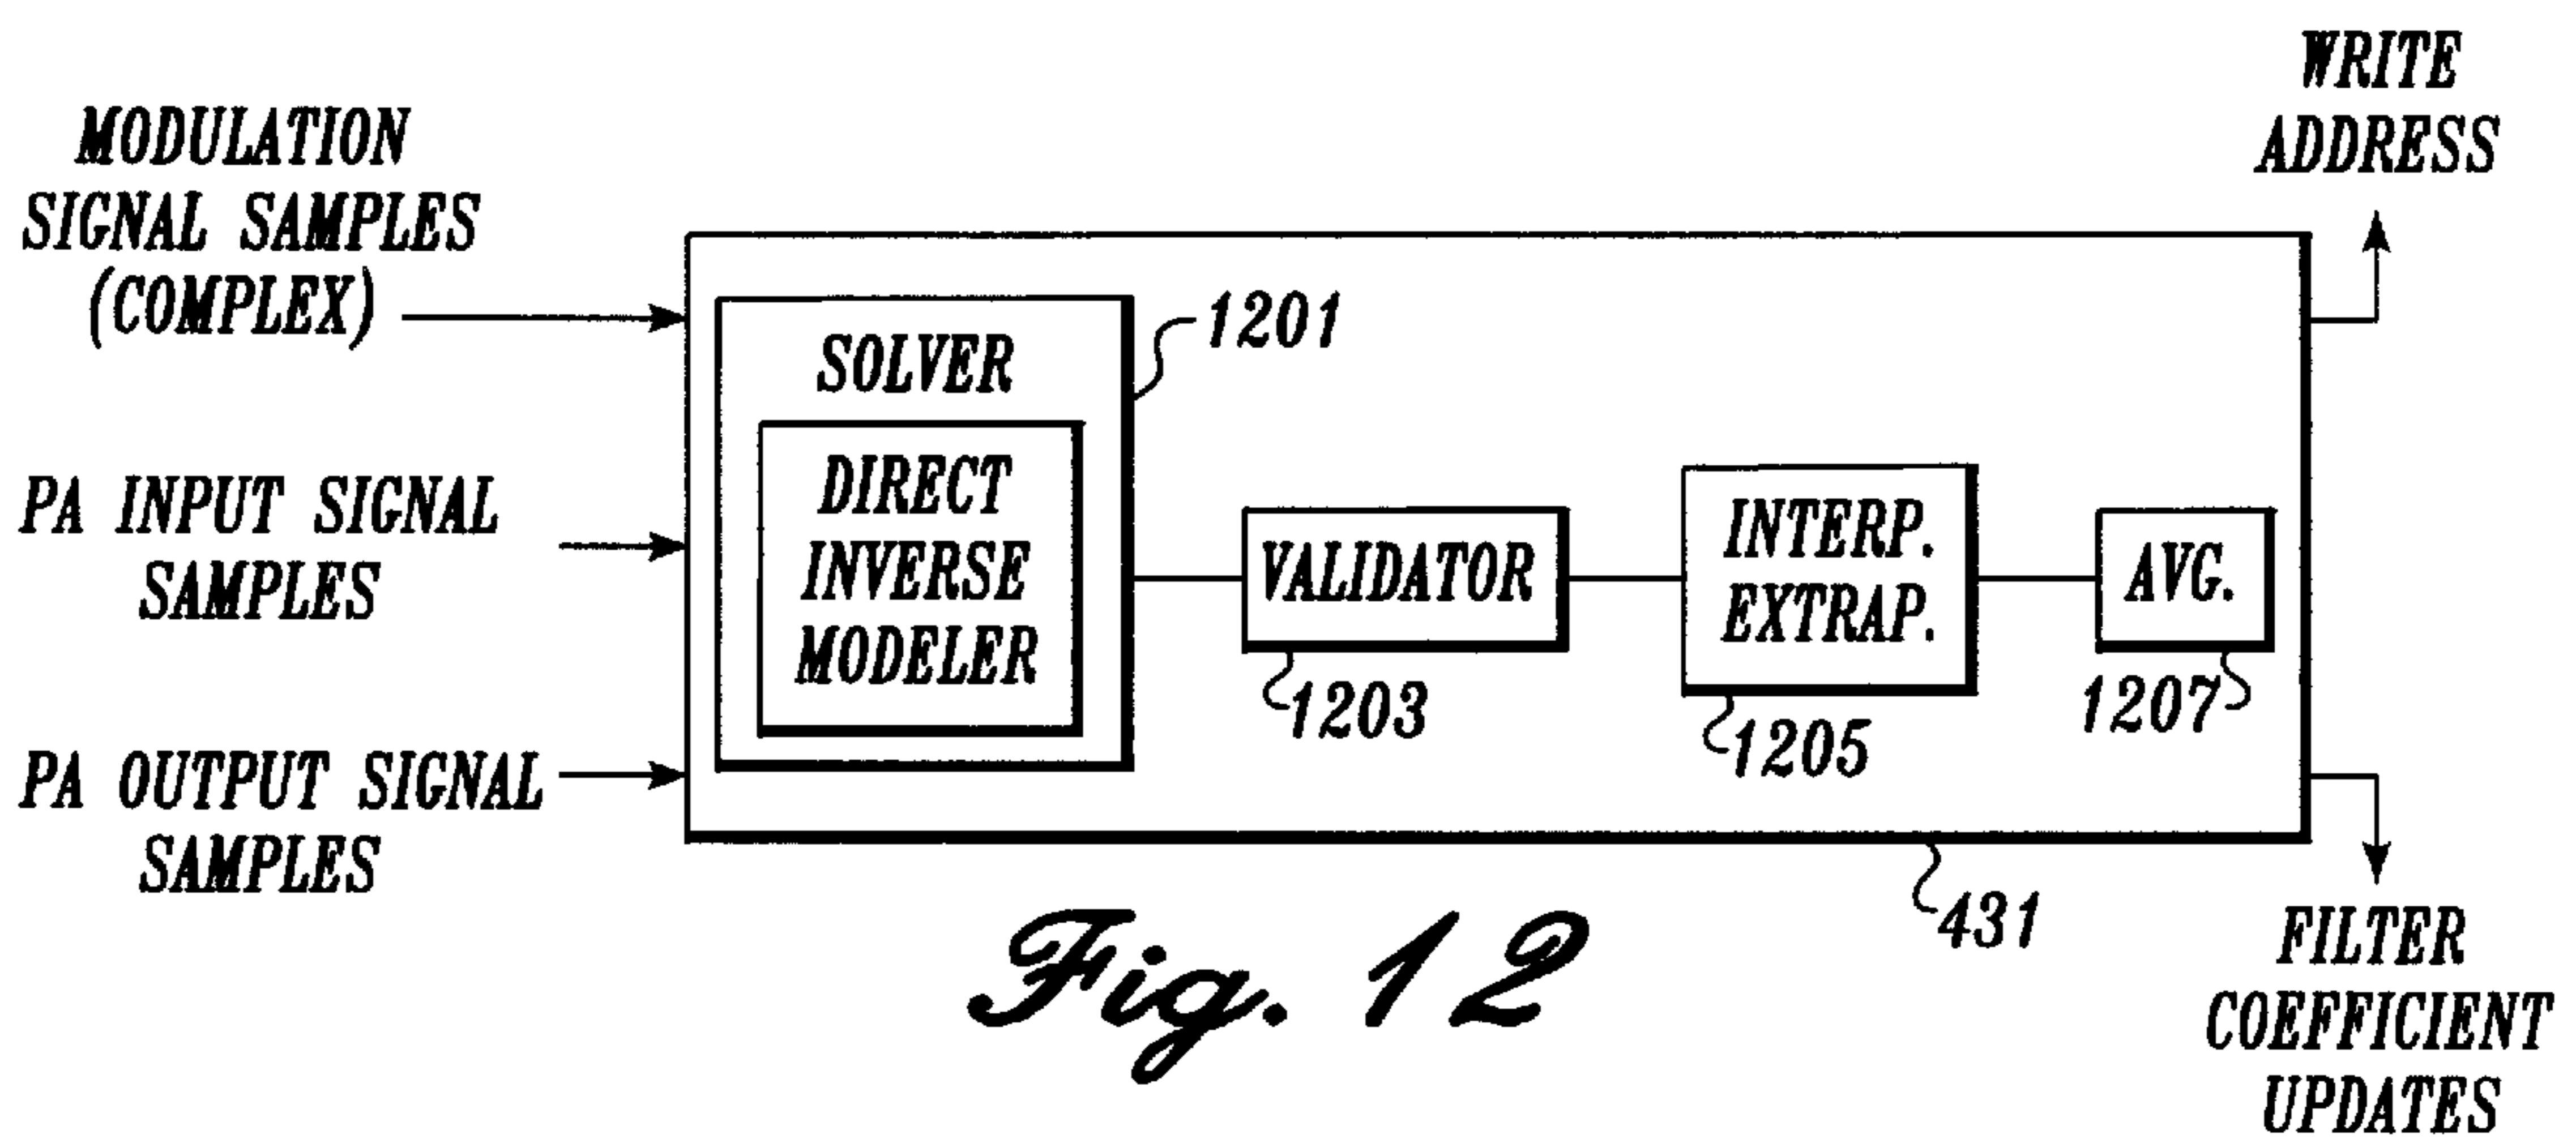 WRITE
ADDRESS
MODULATION
SIGNAL SAMPLES
(COMPLEX)
1201
SOLVER
DIRECT
INVERSE
MODELER
PA INPUT SIGNAL
SAMPLES
VALIDATOR
1203
INTERP.
EXTRAP.
1205
AVG.
1207
PA OUTPUT SIGNAL
SAMPLES
431
FILTER
COEFFICIENT
UPDATES
Fig. 12